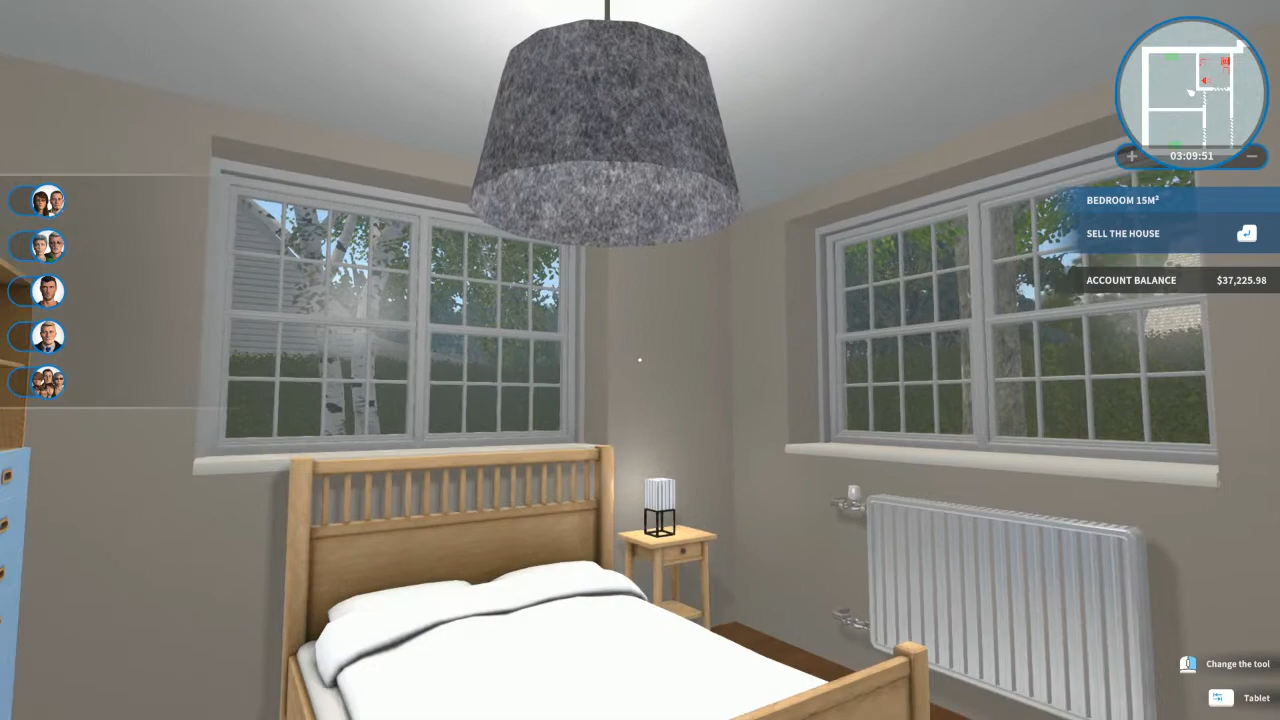 03:09:51
BEDROOM 15M²
SELL THE HOUSE
ACCOUNT BALANCE $37,225.98
Change the tool
Tablet